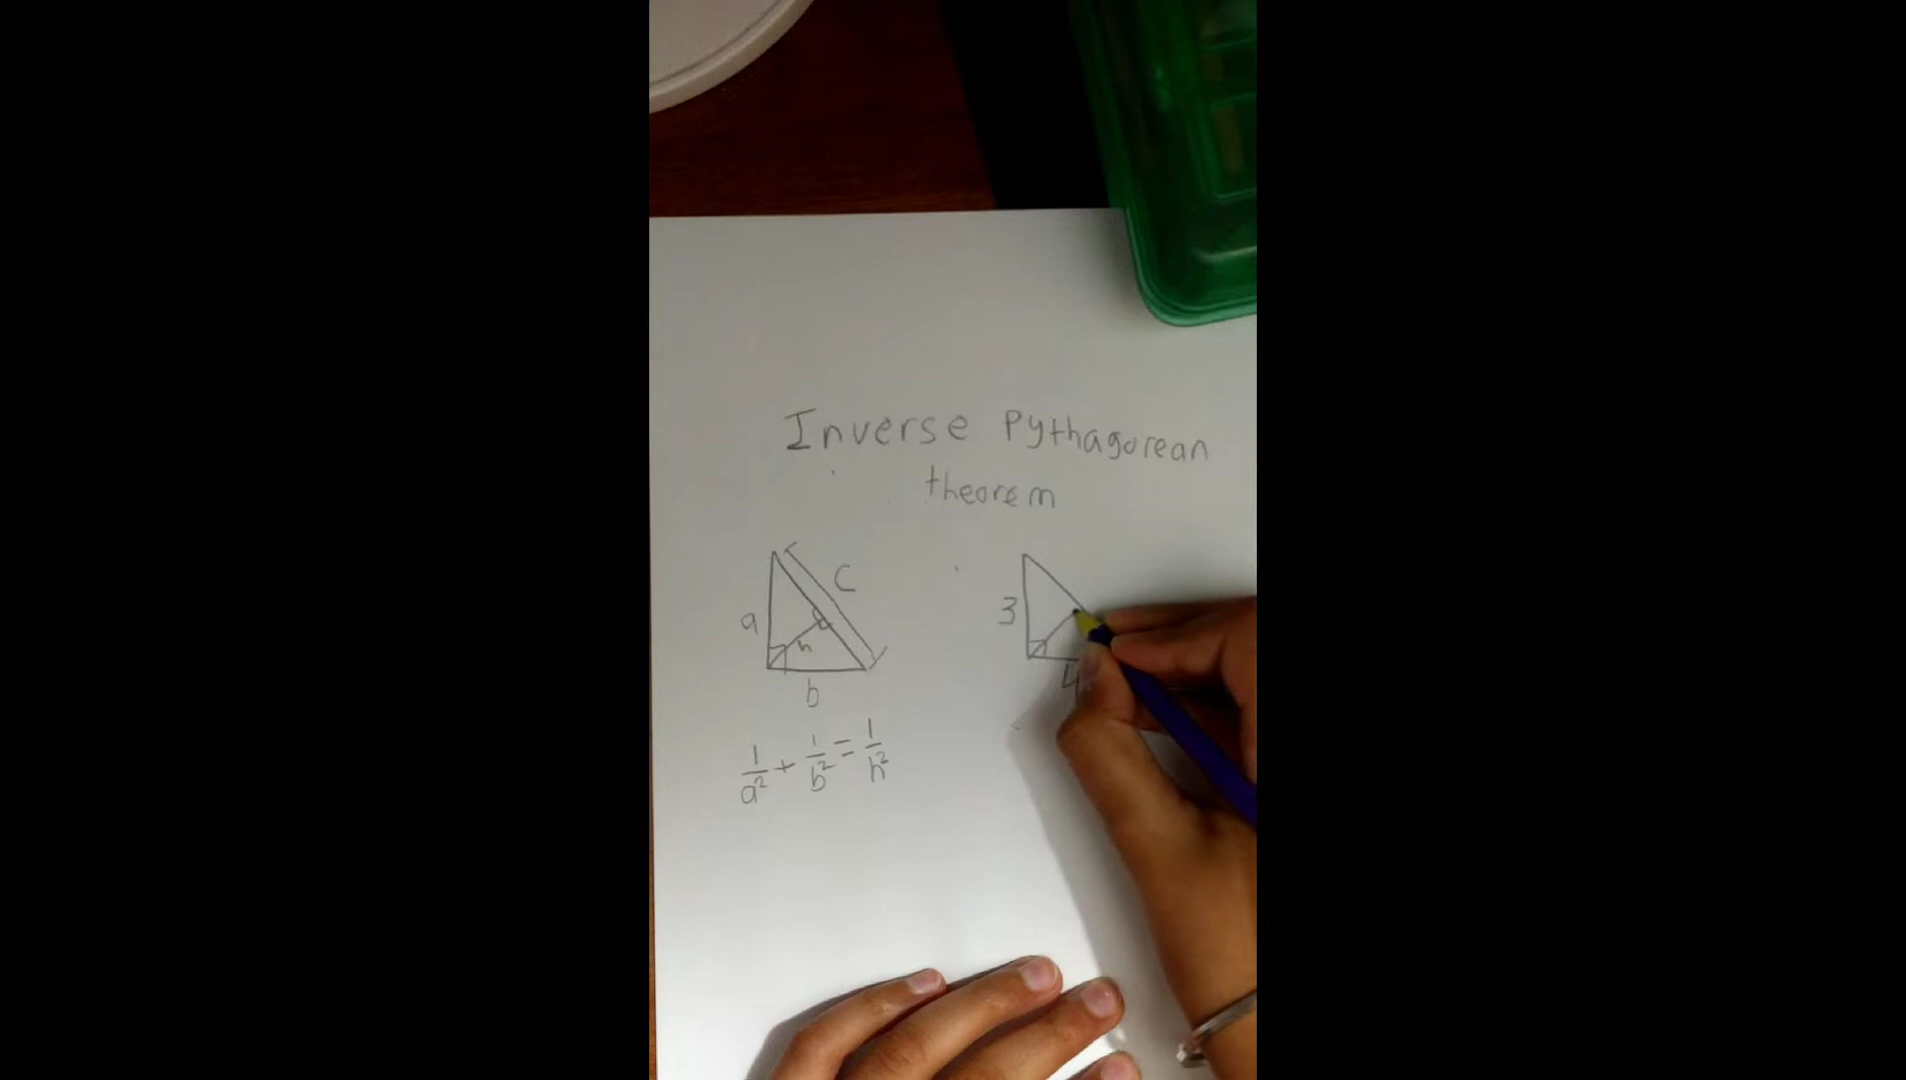 Inverse Pythagorean
theorem
c
a
h
b
3
4
1/a² + 1/b² = 1/h²